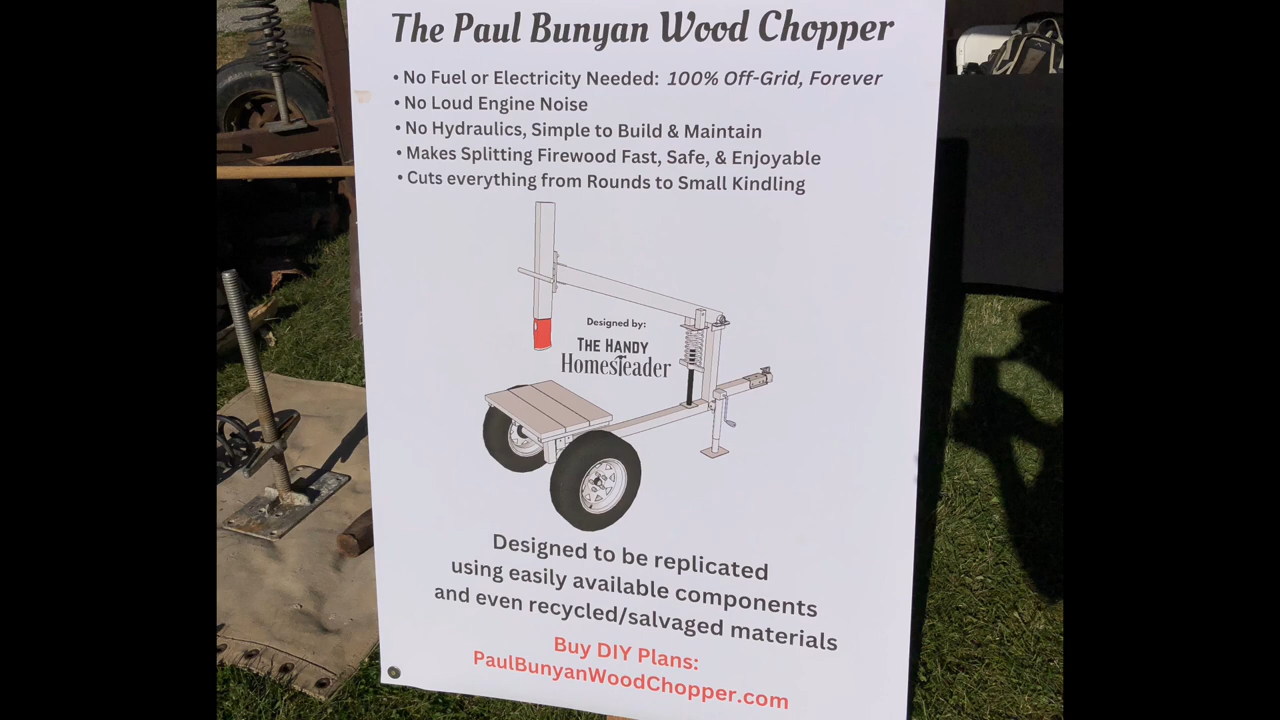 The Paul Bunyan Wood Chopper
• No Fuel or Electricity Needed: 100% Off-Grid, Forever
• No Loud Engine Noise
• No Hydraulics, Simple to Build & Maintain
• Makes Splitting Firewood Fast, Safe, & Enjoyable
• Cuts everything from Rounds to Small Kindling
Designed by:
THE HANDY
HomesTeader
Designed to be replicated
using easily available components
and even recycled/salvaged materials
Buy DIY Plans:
PaulBunyanWoodChopper.com